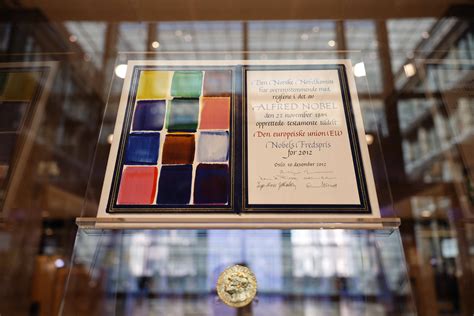 Den Norske Nobelkomite
har overensstemmende med
reglene i det av
ALFRED NOBEL
den 27. november 1895
opprettede testamente tildelt
Den europeiske union (EU)
Nobels Fredspris
for 2012
Oslo, 10. desember 2012